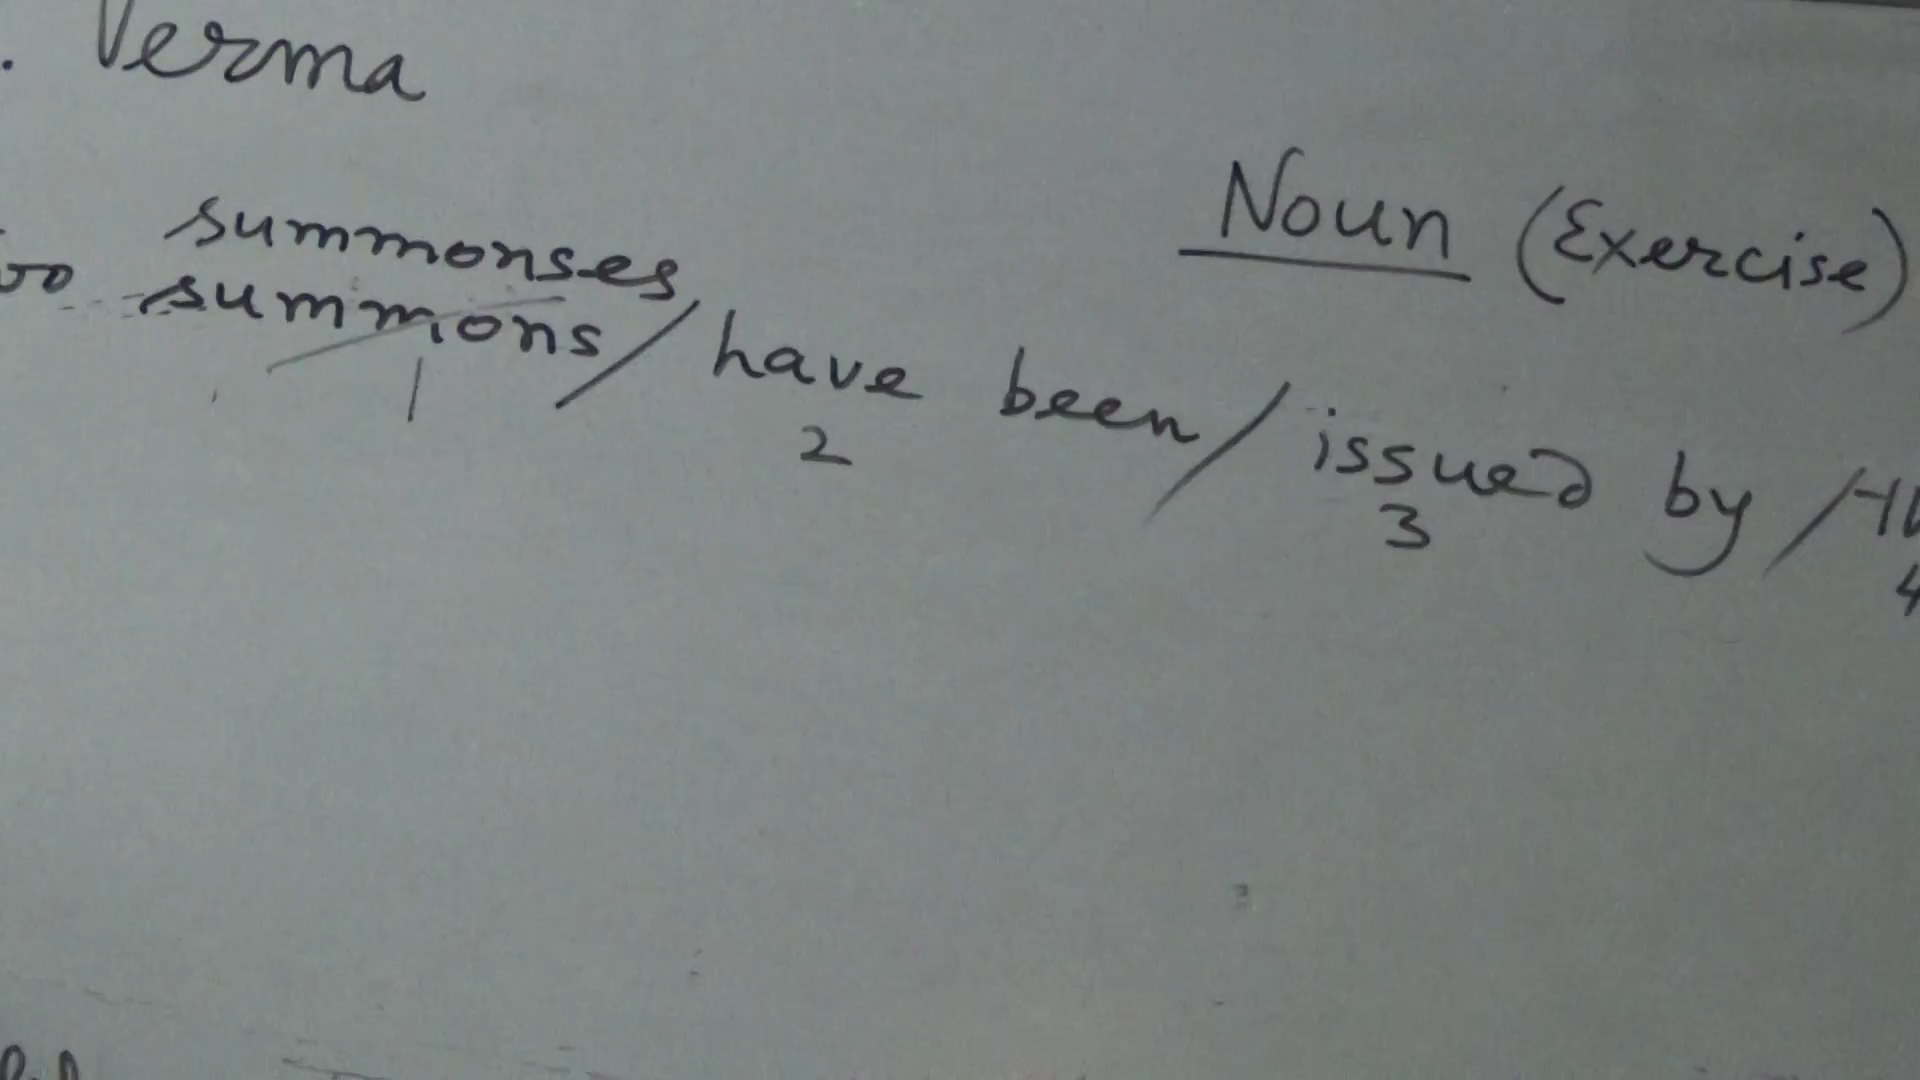 . Verma
Noun (Exercise)
summonses
summons / have been / issued by /
1 2 3 4